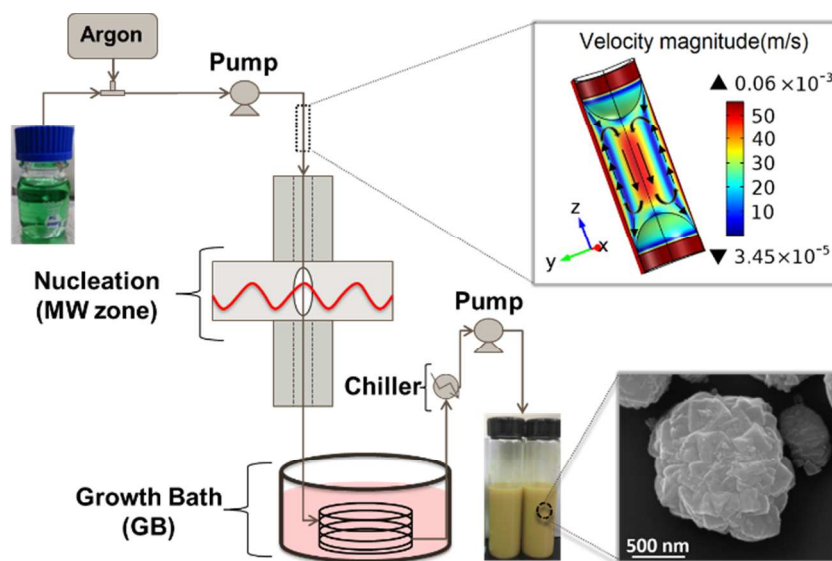 Argon
Pump
Velocity magnitude(m/s)
▲ 0.06 ×10⁻³
50
40
30
20
10
▼ 3.45×10⁻⁵
z
y
x
Nucleation
(MW zone)
Pump
Chiller
Growth Bath
(GB)
500 nm